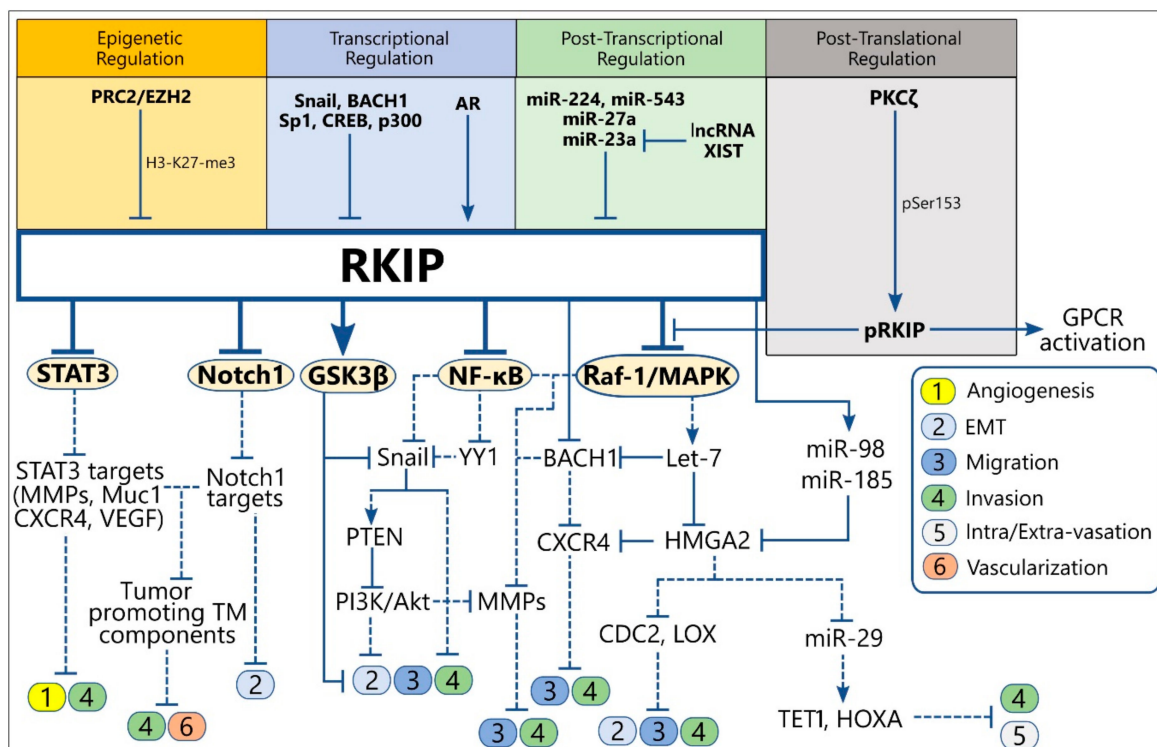 Epigenetic
Regulation
Transcriptional
Regulation
Post-Transcriptional
Regulation
Post-Translational
Regulation
PRC2/EZH2
H3-K27-me3
Snail, BACH1
Sp1, CREB, p300
AR
miR-224, miR-543
miR-27a
miR-23a
lncRNA
XIST
PKCζ
pSer153
RKIP
pRKIP
GPCR
activation
STAT3
Notch1
GSK3β
NF-κB
Raf-1/MAPK
STAT3 targets
(MMPs, Muc1
CXCR4, VEGF)
Notch1
targets
Snail
YY1
BACH1
Let-7
miR-98
miR-185
PTEN
CXCR4
HMGA2
PI3K/Akt
MMPs
Tumor
promoting TM
components
CDC2, LOX
miR-29
TET1, HOXA
1 4
4 6
2
2 3 4
3 4
3 4
2 3 4
4
5
1 Angiogenesis
2 EMT
3 Migration
4 Invasion
5 Intra/Extra-vasation
6 Vascularization